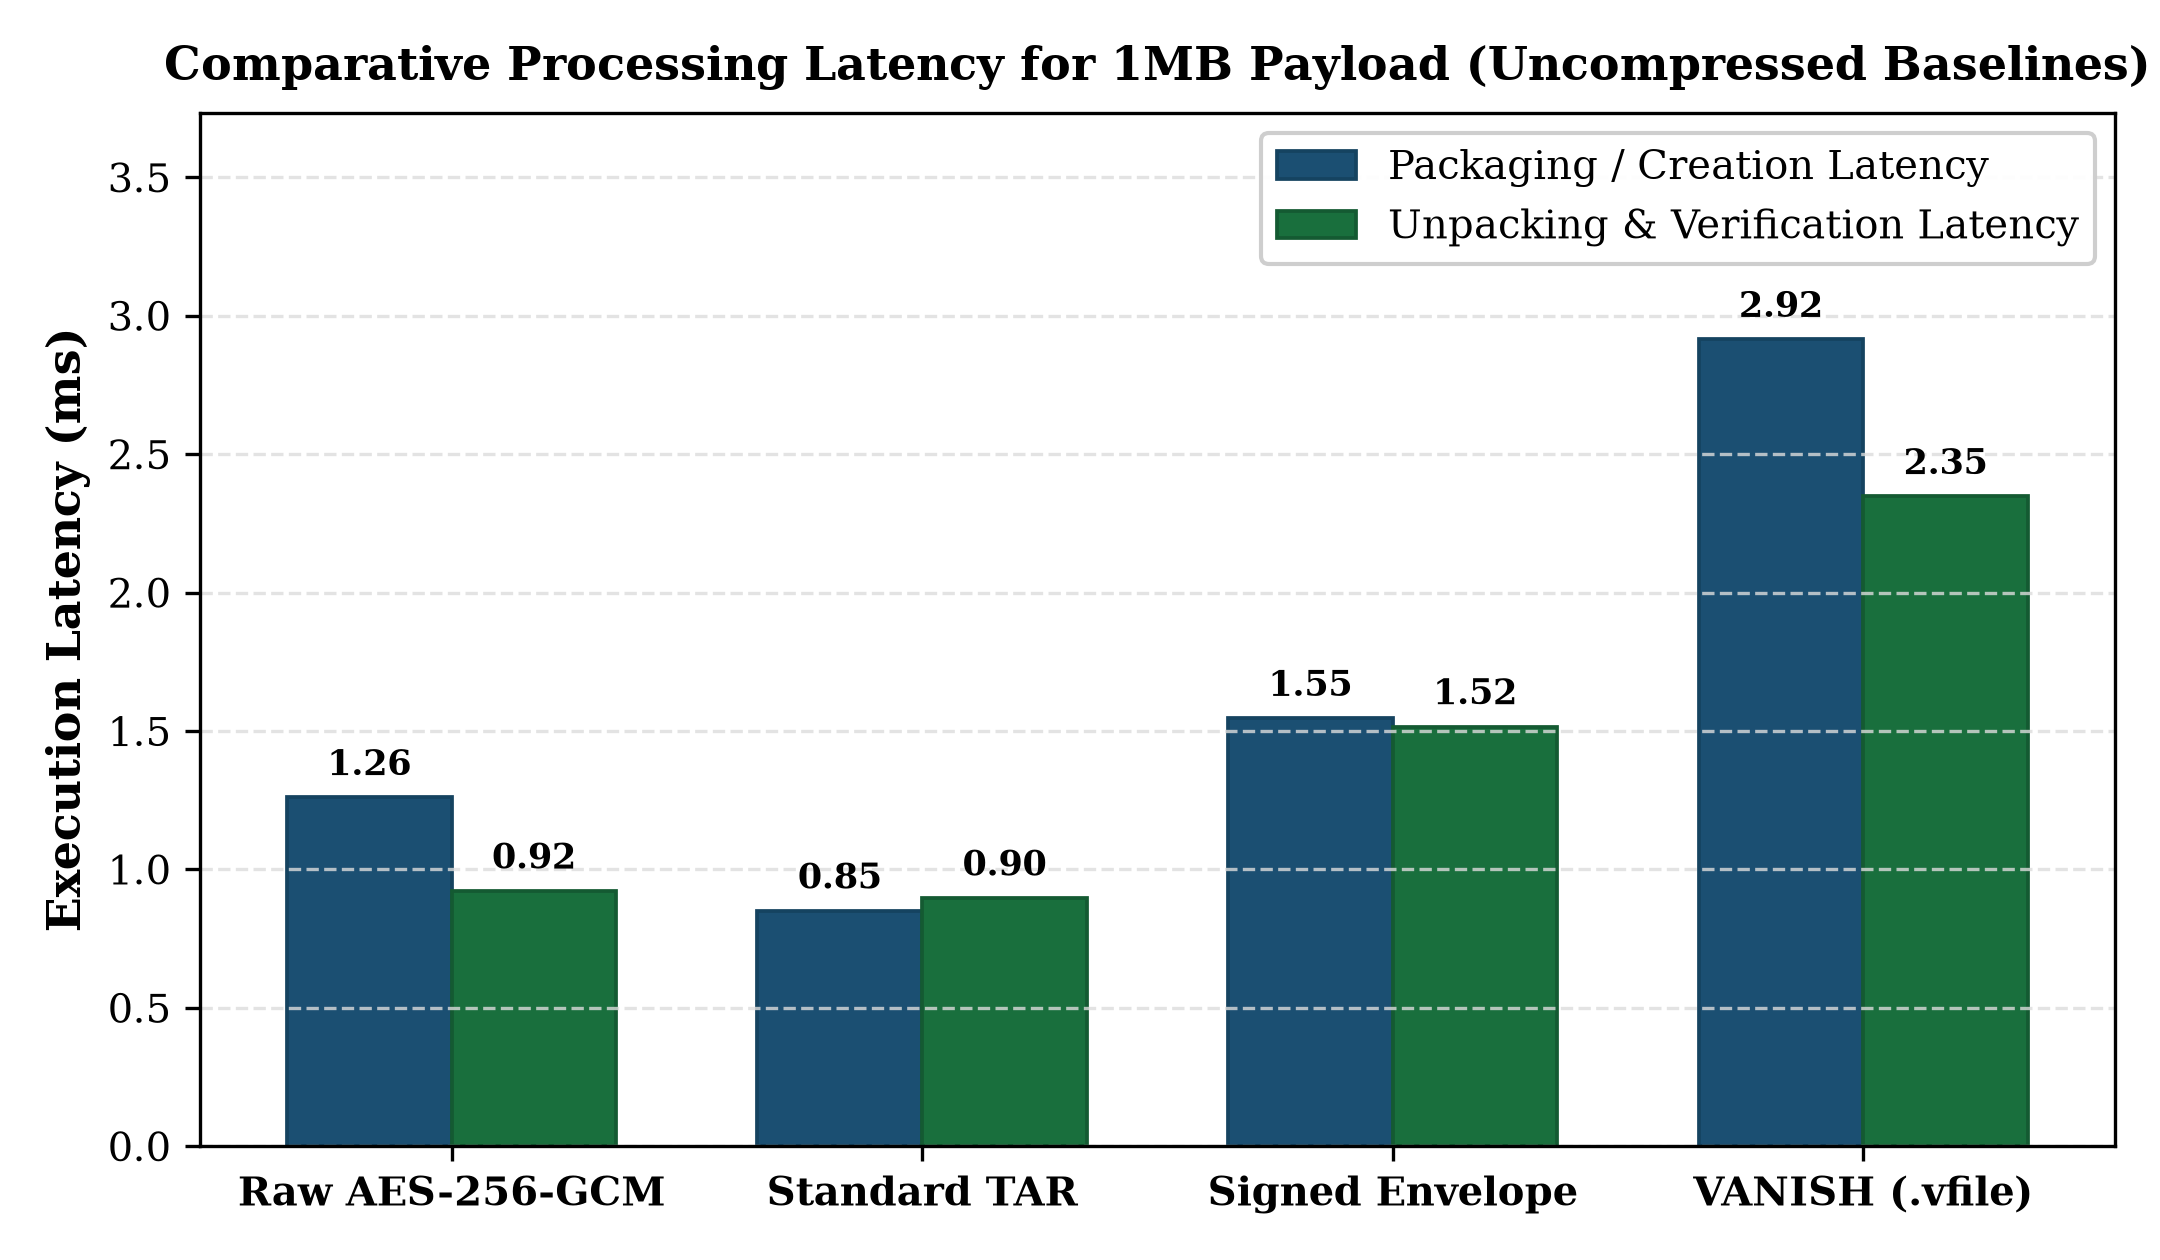 Comparative Processing Latency for 1MB Payload (Uncompressed Baselines)
Packaging / Creation Latency
Unpacking & Verification Latency
Execution Latency (ms)
3.5
3.0
2.5
2.0
1.5
1.0
0.5
0.0
1.26
0.92
0.85
0.90
1.55
1.52
2.92
2.35
Raw AES-256-GCM
Standard TAR
Signed Envelope
VANISH (.vfile)